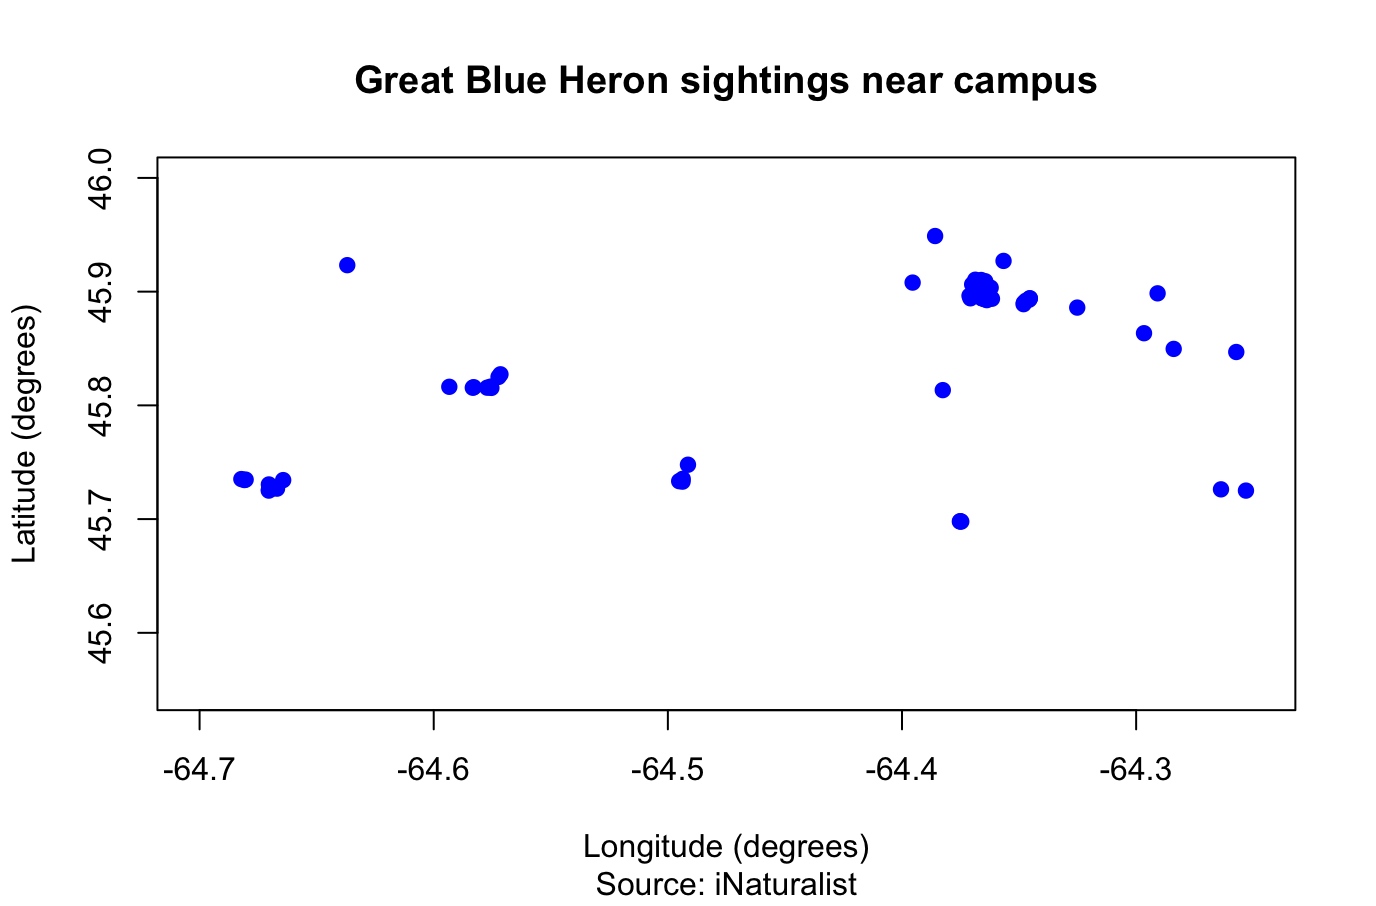 Great Blue Heron sightings near campus
46.0
45.9
45.8
45.7
45.6
Latitude (degrees)
-64.7 -64.6 -64.5 -64.4 -64.3
Longitude (degrees)
Source: iNaturalist